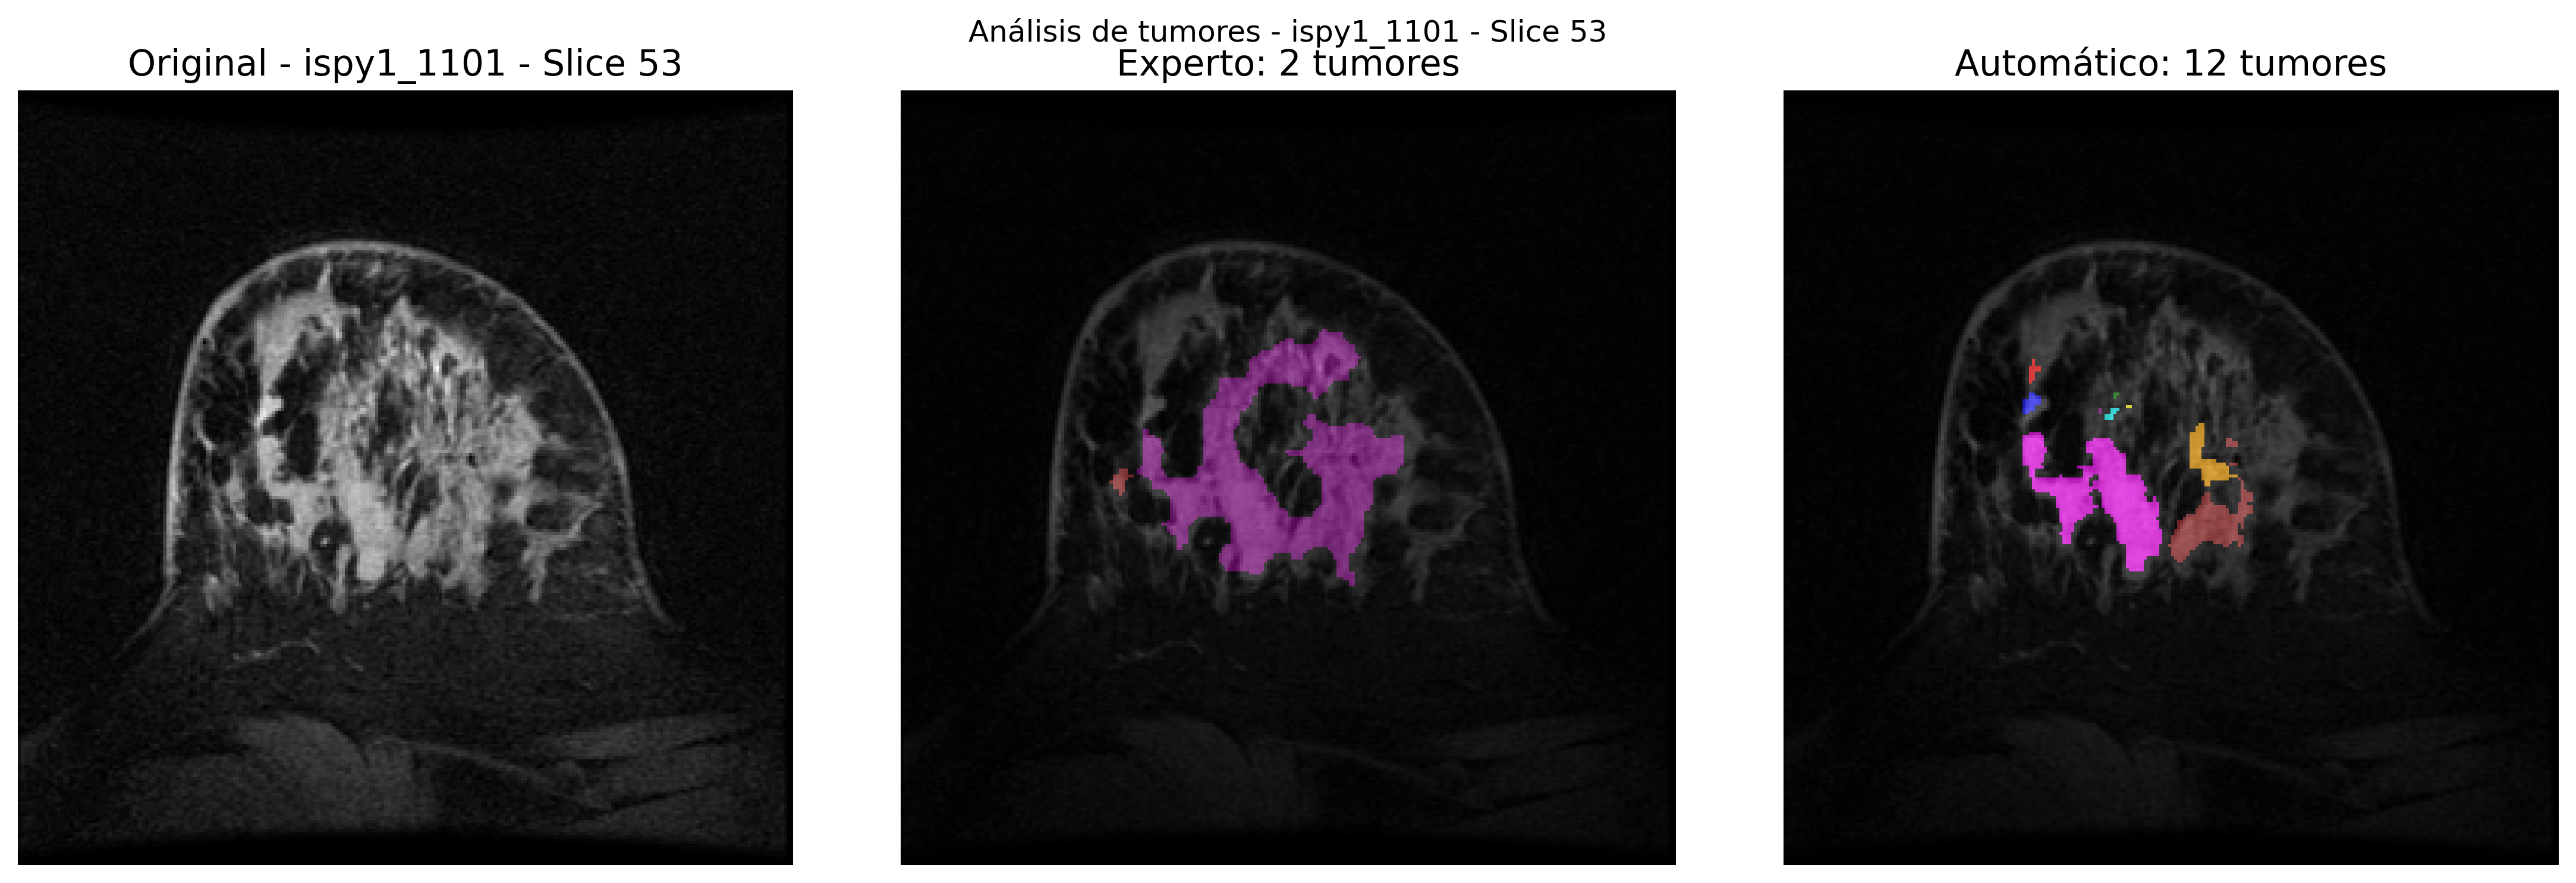 Análisis de tumores - ispy1_1101 - Slice 53
Original - ispy1_1101 - Slice 53
Experto: 2 tumores
Automático: 12 tumores